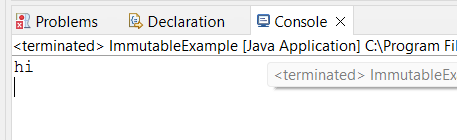 Problems Declaration Console
<terminated> ImmutableExample [Java Application] C:\Program Fil
hi
<terminated> ImmutableEx